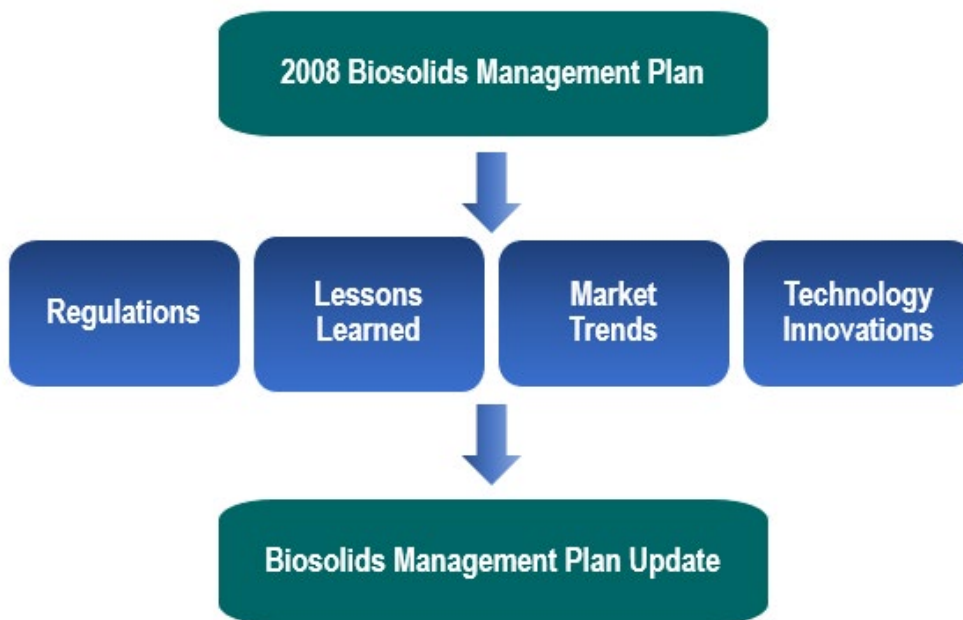 2008 Biosolids Management Plan
Regulations
Lessons
Learned
Market
Trends
Technology
Innovations
Biosolids Management Plan Update